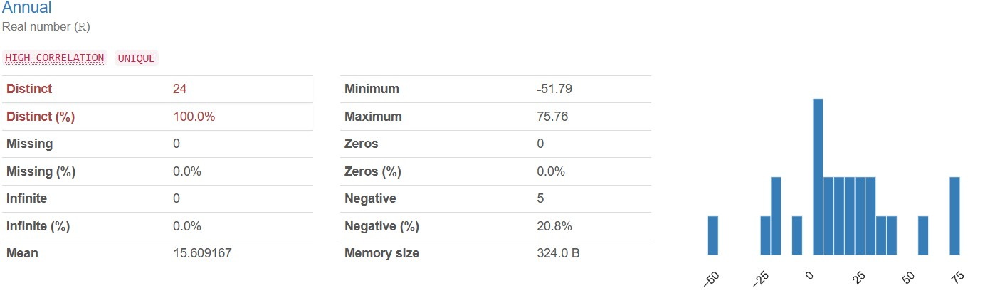 Annual
Real number (ℝ)
HIGH CORRELATION UNIQUE
Distinct 24
Distinct (%) 100.0%
Missing 0
Missing (%) 0.0%
Infinite 0
Infinite (%) 0.0%
Mean 15.609167
Minimum -51.79
Maximum 75.76
Zeros 0
Zeros (%) 0.0%
Negative 5
Negative (%) 20.8%
Memory size 324.0 B
−50 −25 0 25 50 75